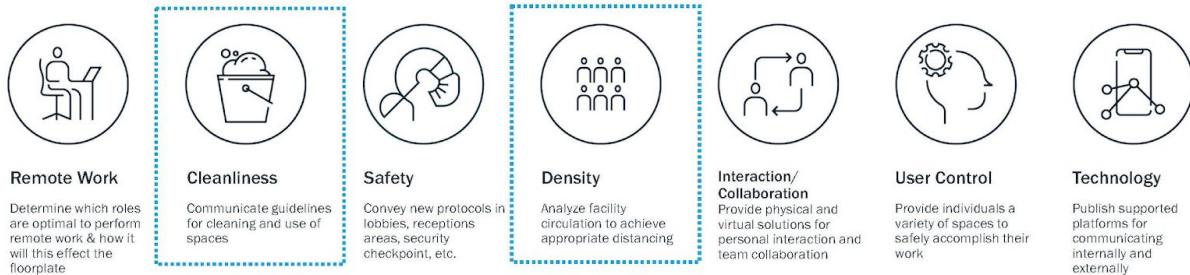 Remote Work
Determine which roles
are optimal to perform
remote work & how it
will this effect the
floorplate
Cleanliness
Communicate guidelines
for cleaning and use of
spaces
Safety
Convey new protocols in
lobbies, receptions
areas, security
checkpoint, etc.
Density
Analyze facility
circulation to achieve
appropriate distancing
Interaction/
Collaboration
Provide physical and
virtual solutions for
personal interaction and
team collaboration
User Control
Provide individuals a
variety of spaces to
safely accomplish their
work
Technology
Publish supported
platforms for
communicating
internally and
externally